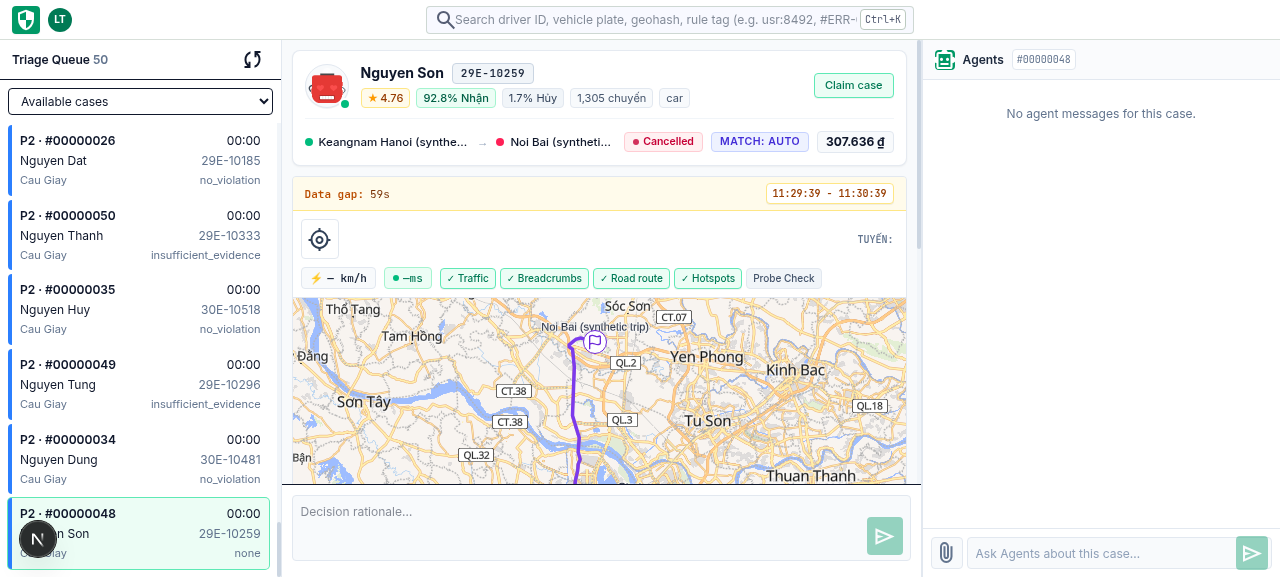 LT
Search driver ID, vehicle plate, geohash, rule tag (e.g. usr:8492, #ERR-
Ctrl+K
Triage Queue 50
Available cases
P2 · #00000026 00:00
Nguyen Dat 29E-10185
Cau Giay no_violation
P2 · #00000050 00:00
Nguyen Thanh 29E-10333
Cau Giay insufficient_evidence
P2 · #00000035 00:00
Nguyen Huy 30E-10518
Cau Giay no_violation
P2 · #00000049 00:00
Nguyen Tung 29E-10296
Cau Giay insufficient_evidence
P2 · #00000034 00:00
Nguyen Dung 30E-10481
Cau Giay no_violation
P2 · #00000048 00:00
n Son 29E-10259
none
N
Nguyen Son 29E-10259
★ 4.76 92.8% Nhận 1.7% Hủy 1,305 chuyến car
Claim case
Keangnam Hanoi (synthe... → Noi Bai (syntheti... Cancelled MATCH: AUTO 307.636 ₫
Data gap: 59s 11:29:39 - 11:30:39
TUYẾN:
⚡ — km/h —ms ✓ Traffic ✓ Breadcrumbs ✓ Road route ✓ Hotspots Probe Check
Thổ Tang
Sóc Sơn
CT.07
Noi Bai (synthetic trip)
Tam Hồng
Đằng
Yen Phong
QL.2
Kinh Bac
CT.38
Sơn Tây
QL.18
CT.38
QL.3
Tu Son
QL.32
Bận
Thuan Thanh
Decision rationale...
Agents #00000048
No agent messages for this case.
Ask Agents about this case...